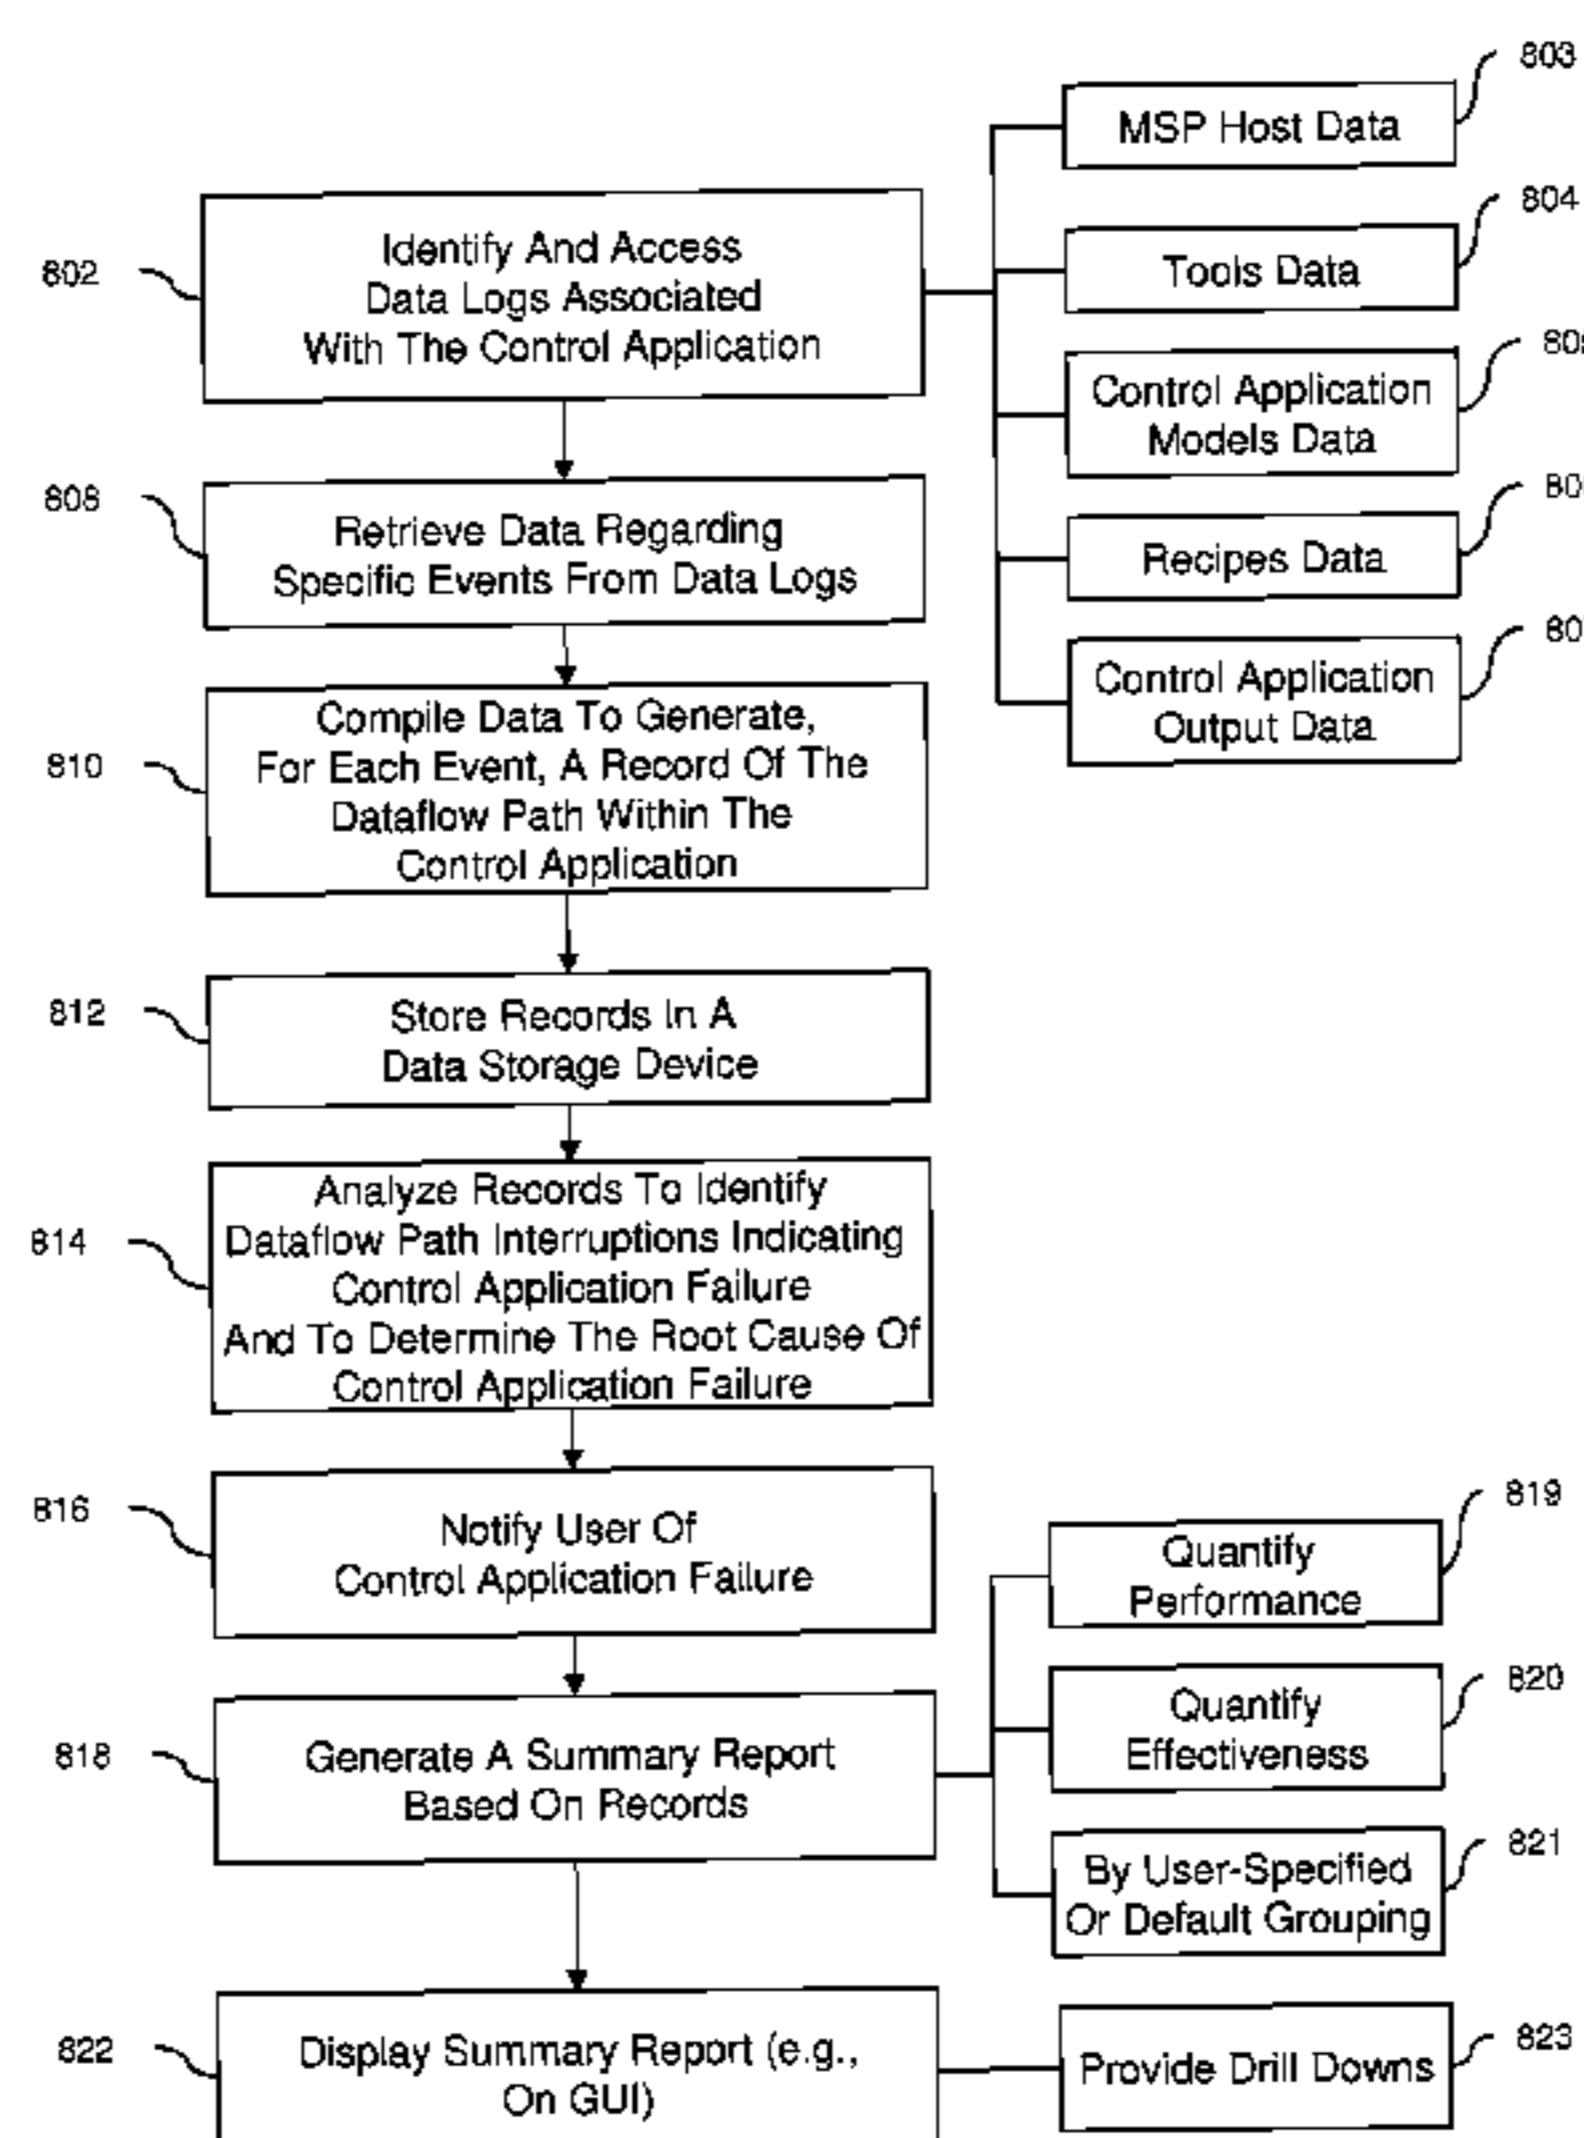 803
MSP Host Data
804
Tools Data
802
Identify And Access
Data Logs Associated
With The Control Application
Control Application
Models Data
808
Retrieve Data Regarding
Specific Events From Data Logs
Recipes Data
Control Application
Output Data
810
Compile Data To Generate,
For Each Event, A Record Of The
Dataflow Path Within The
Control Application
812
Store Records In A
Data Storage Device
814
Analyze Records To Identify
Dataflow Path Interruptions Indicating
Control Application Failure
And To Determine The Root Cause Of
Control Application Failure
816
Notify User Of
Control Application Failure
819
Quantify
Performance
820
Quantify
Effectiveness
818
Generate A Summary Report
Based On Records
821
By User-Specified
Or Default Grouping
822
Display Summary Report (e.g.,
On GUI)
823
Provide Drill Downs